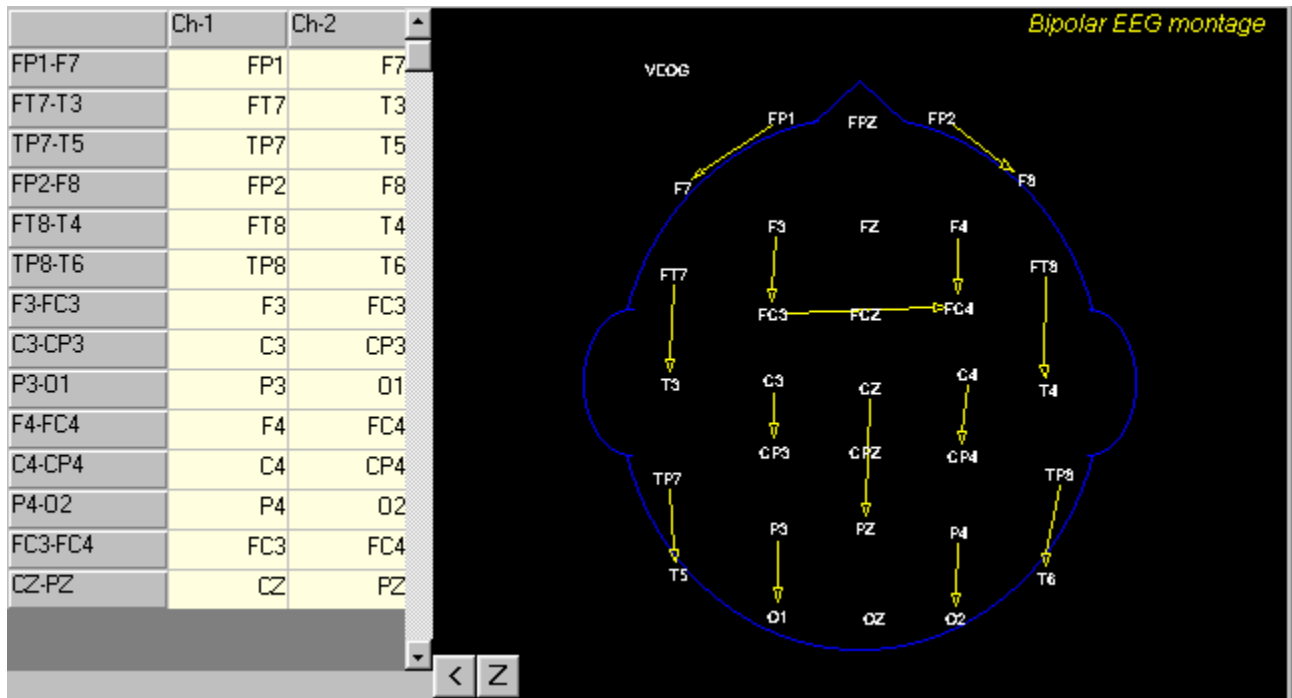 Ch-1 Ch-2
FP1-F7 FP1 F7
FT7-T3 FT7 T3
TP7-T5 TP7 T5
FP2-F8 FP2 F8
FT8-T4 FT8 T4
TP8-T6 TP8 T6
F3-FC3 F3 FC3
C3-CP3 C3 CP3
P3-O1 P3 O1
F4-FC4 F4 FC4
C4-CP4 C4 CP4
P4-O2 P4 O2
FC3-FC4 FC3 FC4
CZ-PZ CZ PZ
Bipolar EEG montage
VEOG
FP1 FPZ FP2
F7 F8
F3 FZ F4
FT7 FT8
FC3 FCZ FC4
T3 C3 CZ C4 T4
CP3 CPZ CP4
TP7 TP8
P3 PZ P4
T5 T6
O1 OZ O2
< Z